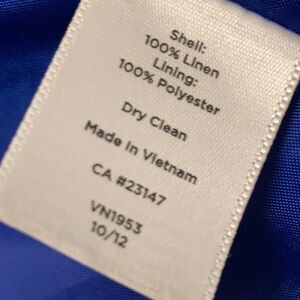 Shell:
100% Linen
Lining:
100% Polyester
Dry Clean
Made in Vietnam
CA #23147
VN1953
10/12